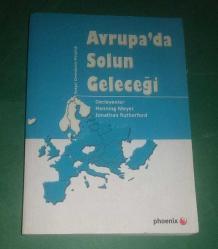 Avrupa'da
Solun
Geleceği
Derleyenler
Henning Meyer
Jonathan Rutherford
phoenix